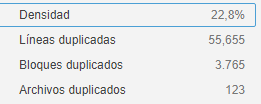 Densidad 22,8%
Líneas duplicadas 55,655
Bloques duplicados 3.765
Archivos duplicados 123